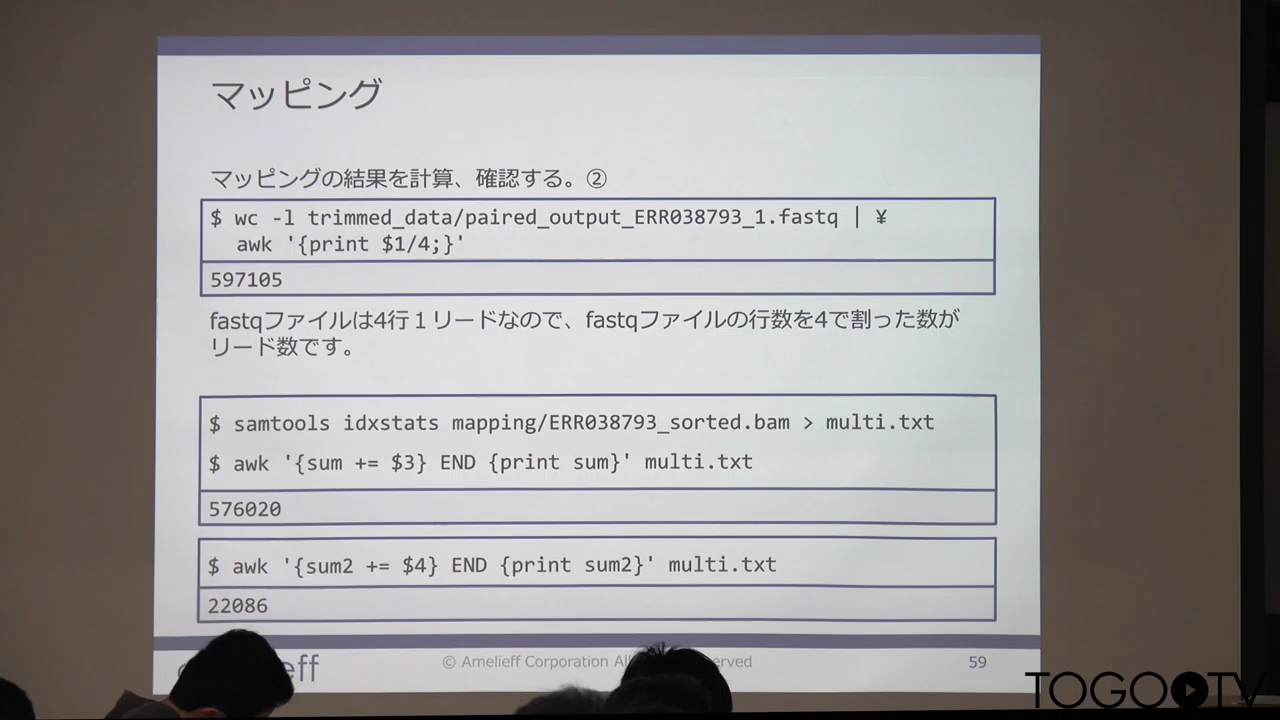 マッピング
マッピングの結果を計算、確認する。②
$ wc -l trimmed_data/paired_output_ERR038793_1.fastq | ¥
awk '{print $1/4;}'
597105
fastqファイルは4行１リードなので、fastqファイルの行数を4で割った数が
リード数です。
$ samtools idxstats mapping/ERR038793_sorted.bam > multi.txt
$ awk '{sum += $3} END {print sum}' multi.txt
576020
$ awk '{sum2 += $4} END {print sum2}' multi.txt
22086
© Amelieff Corporation
59
TOGO TV